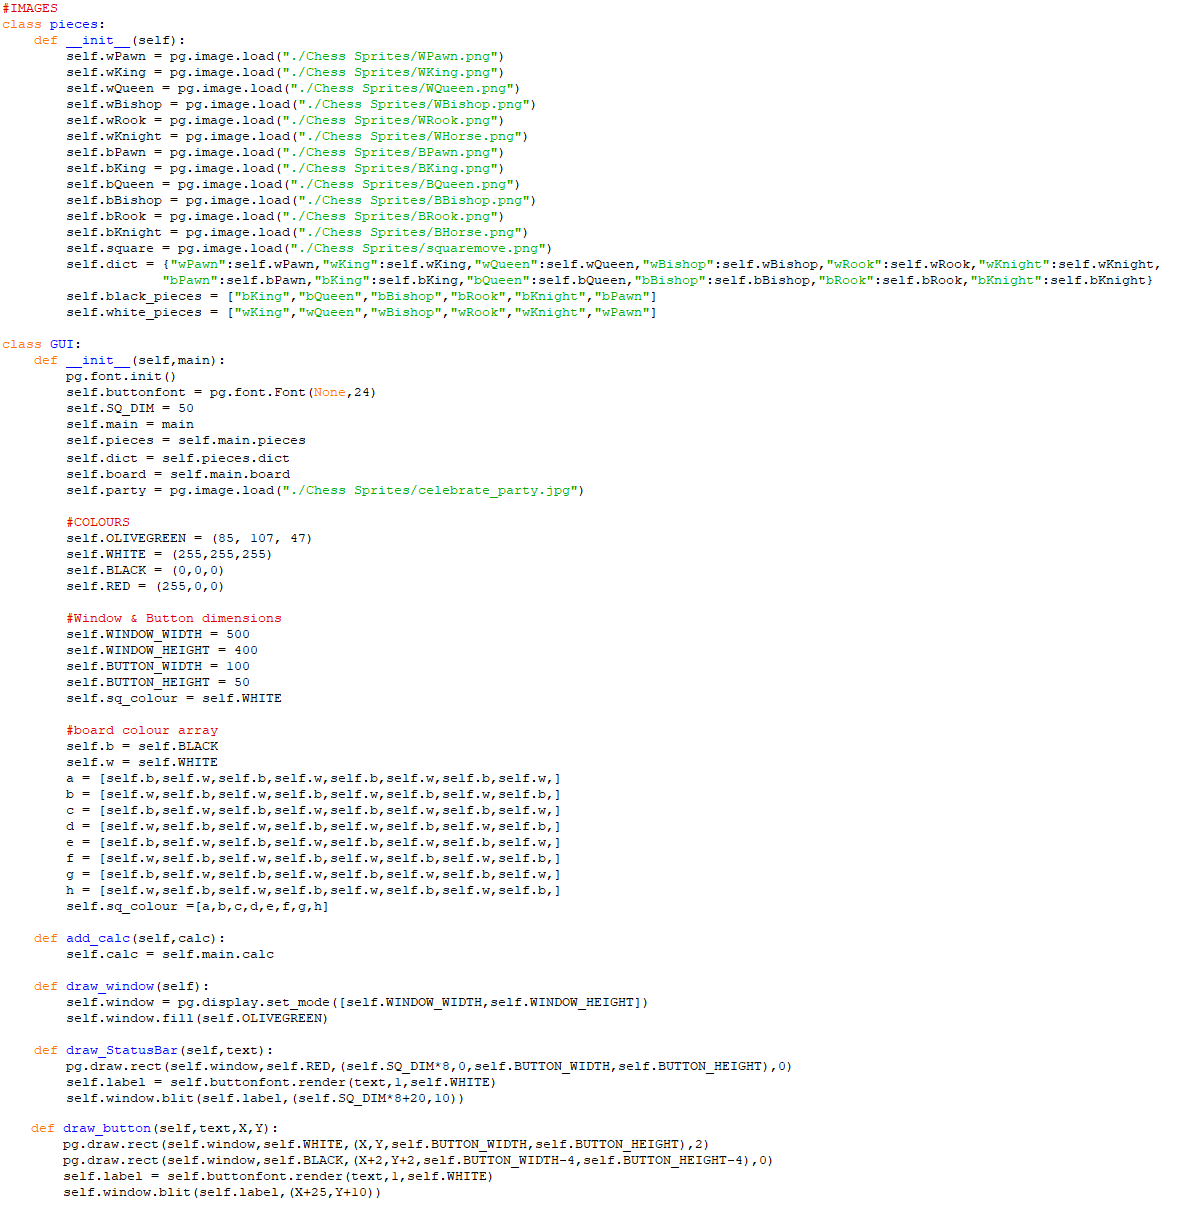 #IMAGES
class pieces:
    def __init__(self):
        self.wPawn = pg.image.load("./Chess Sprites/WPawn.png")
        self.wKing = pg.image.load("./Chess Sprites/WKing.png")
        self.wQueen = pg.image.load("./Chess Sprites/WQueen.png")
        self.wBishop = pg.image.load("./Chess Sprites/WBishop.png")
        self.wRook = pg.image.load("./Chess Sprites/WRook.png")
        self.wKnight = pg.image.load("./Chess Sprites/WHorse.png")
        self.bPawn = pg.image.load("./Chess Sprites/BPawn.png")
        self.bKing = pg.image.load("./Chess Sprites/BKing.png")
        self.bQueen = pg.image.load("./Chess Sprites/BQueen.png")
        self.bBishop = pg.image.load("./Chess Sprites/BBishop.png")
        self.bRook = pg.image.load("./Chess Sprites/BRook.png")
        self.bKnight = pg.image.load("./Chess Sprites/BHorse.png")
        self.square = pg.image.load("./Chess Sprites/squaremove.png")
        self.dict = {"wPawn":self.wPawn,"wKing":self.wKing,"wQueen":self.wQueen,"wBishop":self.wBishop,"wRook":self.wRook,"wKnight":self.wKnight,
                    "bPawn":self.bPawn,"bKing":self.bKing,"bQueen":self.bQueen,"bBishop":self.bBishop,"bRook":self.bRook,"bKnight":self.bKnight}
        self.black_pieces = ["bKing","bQueen","bBishop","bRook","bKnight","bPawn"]
        self.white_pieces = ["wKing","wQueen","wBishop","wRook","wKnight","wPawn"]

class GUI:
    def __init__(self,main):
        pg.font.init()
        self.buttonfont = pg.font.Font(None,24)
        self.SQ_DIM = 50
        self.main = main
        self.pieces = self.main.pieces
        self.dict = self.pieces.dict
        self.board = self.main.board
        self.party = pg.image.load("./Chess Sprites/celebrate_party.jpg")

        #COLOURS
        self.OLIVEGREEN = (85, 107, 47)
        self.WHITE = (255,255,255)
        self.BLACK = (0,0,0)
        self.RED = (255,0,0)

        #Window & Button dimensions
        self.WINDOW_WIDTH = 500
        self.WINDOW_HEIGHT = 400
        self.BUTTON_WIDTH = 100
        self.BUTTON_HEIGHT = 50
        self.sq_colour = self.WHITE

        #board colour array
        self.b = self.BLACK
        self.w = self.WHITE
        a = [self.b,self.w,self.b,self.w,self.b,self.w,self.b,self.w,]
        b = [self.w,self.b,self.w,self.b,self.w,self.b,self.w,self.b,]
        c = [self.b,self.w,self.b,self.w,self.b,self.w,self.b,self.w,]
        d = [self.w,self.b,self.w,self.b,self.w,self.b,self.w,self.b,]
        e = [self.b,self.w,self.b,self.w,self.b,self.w,self.b,self.w,]
        f = [self.w,self.b,self.w,self.b,self.w,self.b,self.w,self.b,]
        g = [self.b,self.w,self.b,self.w,self.b,self.w,self.b,self.w,]
        h = [self.w,self.b,self.w,self.b,self.w,self.b,self.w,self.b,]
        self.sq_colour =[a,b,c,d,e,f,g,h]

    def add_calc(self,calc):
        self.calc = self.main.calc

    def draw_window(self):
        self.window = pg.display.set_mode([self.WINDOW_WIDTH,self.WINDOW_HEIGHT])
        self.window.fill(self.OLIVEGREEN)

    def draw_StatusBar(self,text):
        pg.draw.rect(self.window,self.RED,(self.SQ_DIM*8,0,self.BUTTON_WIDTH,self.BUTTON_HEIGHT),0)
        self.label = self.buttonfont.render(text,1,self.WHITE)
        self.window.blit(self.label,(self.SQ_DIM*8+20,10))

    def draw_button(self,text,X,Y):
        pg.draw.rect(self.window,self.WHITE,(X,Y,self.BUTTON_WIDTH,self.BUTTON_HEIGHT),2)
        pg.draw.rect(self.window,self.BLACK,(X+2,Y+2,self.BUTTON_WIDTH-4,self.BUTTON_HEIGHT-4),0)
        self.label = self.buttonfont.render(text,1,self.WHITE)
        self.window.blit(self.label,(X+25,Y+10))